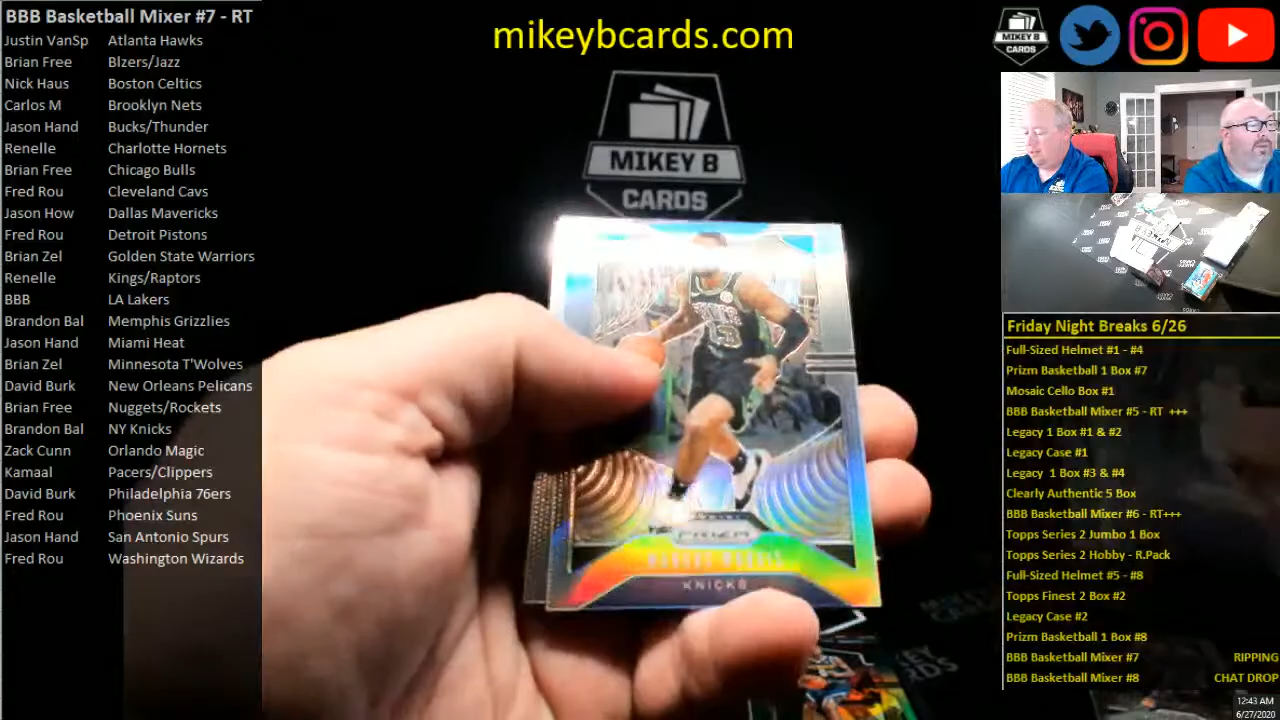 BBB Basketball Mixer #7 - RT
Justin VanSp Atlanta Hawks
Brian Free Blzers/Jazz
Nick Haus Boston Celtics
Carlos M Brooklyn Nets
Jason Hand Bucks/Thunder
Renelle Charlotte Hornets
Brian Free Chicago Bulls
Fred Rou Cleveland Cavs
Jason How Dallas Mavericks
Fred Rou Detroit Pistons
Brian Zel Golden State Warriors
Renelle Kings/Raptors
BBB LA Lakers
Brandon Bal Memphis Grizzlies
Jason Hand Miami Heat
Brian Zel Minnesota T'Wolves
David Burk New Orleans Pelicans
Brian Free Nuggets/Rockets
Brandon Bal NY Knicks
Zack Cunn Orlando Magic
Kamaal Pacers/Clippers
David Burk Philadelphia 76ers
Fred Rou Phoenix Suns
Jason Hand San Antonio Spurs
Fred Rou Washington Wizards
mikeybcards.com
MIKEY B
CARDS
PRIZM
KNICKS
MIKEY B
CARDS
Friday Night Breaks 6/26
Full-Sized Helmet #1 - #4
Prizm Basketball 1 Box #7
Mosaic Cello Box #1
BBB Basketball Mixer #5 - RT +++
Legacy 1 Box #1 & #2
Legacy Case #1
Legacy 1 Box #3 & #4
Clearly Authentic 5 Box
BBB Basketball Mixer #6 - RT+++
Topps Series 2 Jumbo 1 Box
Topps Series 2 Hobby - R.Pack
Full-Sized Helmet #5 - #8
Topps Finest 2 Box #2
Legacy Case #2
Prizm Basketball 1 Box #8
BBB Basketball Mixer #7 RIPPING
BBB Basketball Mixer #8 CHAT DROP
12:43 AM
6/27/2020